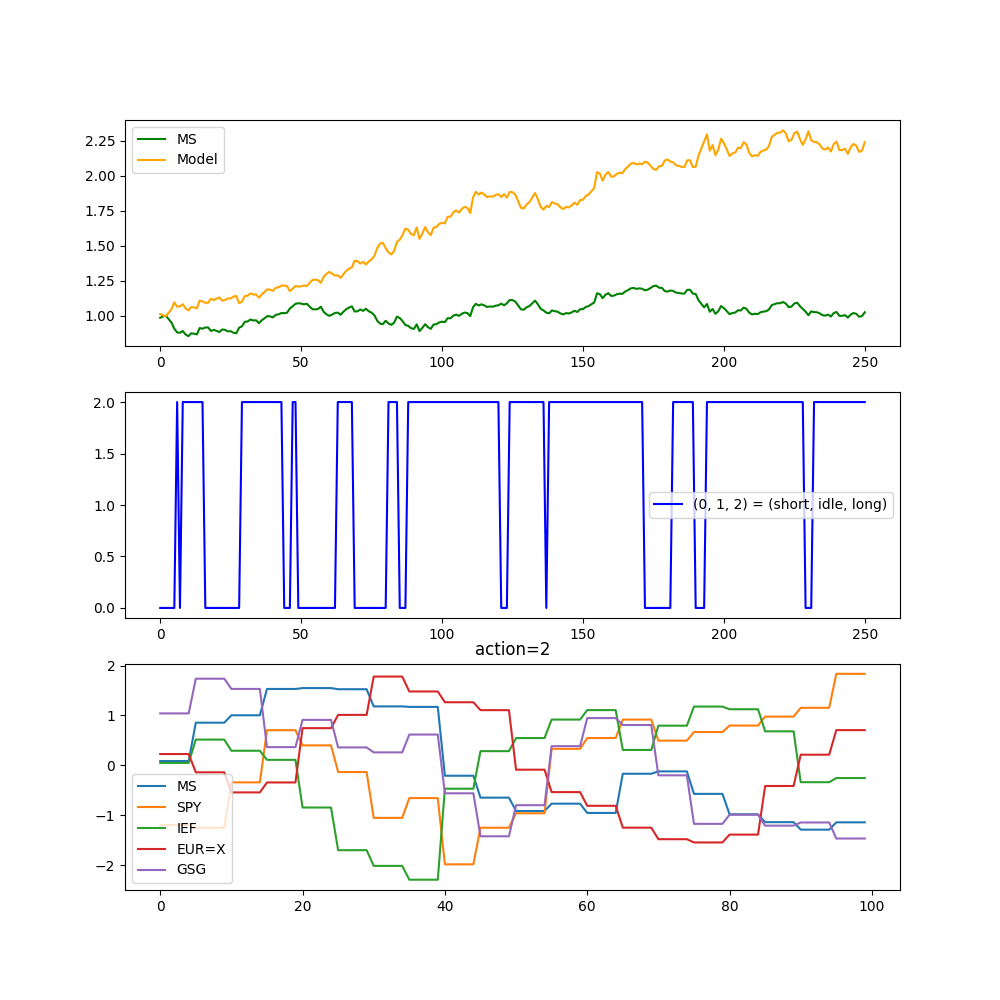 MS
Model
2.25
2.00
1.75
1.50
1.25
1.00
0 50 100 150 200 250
2.0
1.5
1.0
0.5
0.0
(0, 1, 2) = (short, idle, long)
0 50 100 150 200 250
action=2
2
1
0
−1
−2
MS
SPY
IEF
EUR=X
GSG
0 20 40 60 80 100